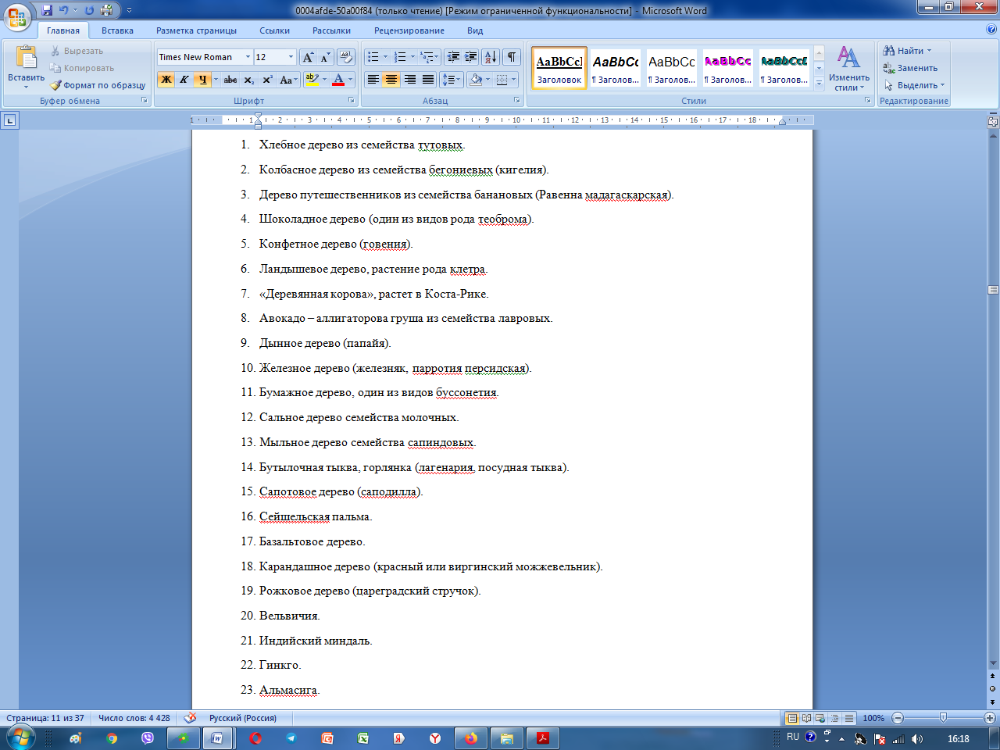 0004afde-50a00f84 (только чтение) [Режим ограниченной функциональности] - Microsoft Word
Главная Вставка Разметка страницы Ссылки Рассылки Рецензирование Вид
Вставить
Вырезать
Копировать
Формат по образцу
Буфер обмена
Times New Roman 12
Ж К Ч abc x₂ x² Aa
Шрифт
Абзац
AaBbCcI AaBbCc AaBbCc AaBbCc AaBbCcD
Заголовок ¶ Заголов... ¶ Заголов... ¶ Заголов... ¶ Заголов...
Стили
Изменить стили
Найти
Заменить
Выделить
Редактирование
1 1 2 3 4 5 6 7 8 9 10 11 12 13 14 15 16 17 18
1. Хлебное дерево из семейства тутовых.
2. Колбасное дерево из семейства бегониевых (кигелия).
3. Дерево путешественников из семейства банановых (Равенна мадагаскарская).
4. Шоколадное дерево (один из видов рода теоброма).
5. Конфетное дерево (говения).
6. Ландышевое дерево, растение рода клетра.
7. «Деревянная корова», растет в Коста-Рике.
8. Авокадо – аллигаторова груша из семейства лавровых.
9. Дынное дерево (папайя).
10. Железное дерево (железняк, парротия персидская).
11. Бумажное дерево, один из видов буссонетия.
12. Сальное дерево семейства молочных.
13. Мыльное дерево семейства сапиндовых.
14. Бутылочная тыква, горлянка (лагенария, посудная тыква).
15. Сапотовое дерево (саподилла).
16. Сейшельская пальма.
17. Базальтовое дерево.
18. Карандашное дерево (красный или виргинский можжевельник).
19. Рожковое дерево (цареградский стручок).
20. Вельвичия.
21. Индийский миндаль.
22. Гинкго.
23. Альмасига.
Страница: 11 из 37 Число слов: 4 428 Русский (Россия) 100%
RU 16:18